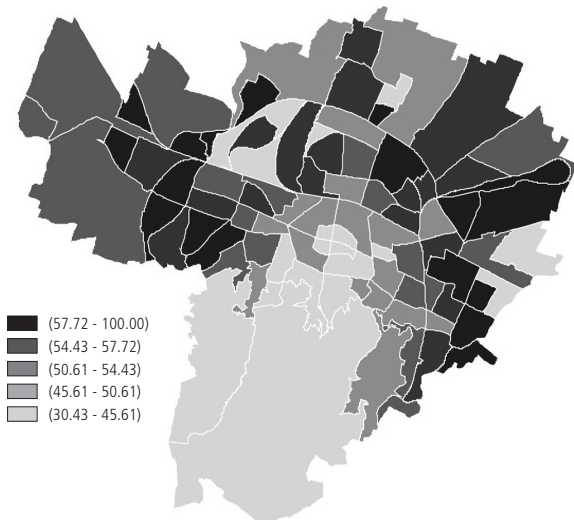 (57.72 - 100.00)
(54.43 - 57.72)
(50.61 - 54.43)
(45.61 - 50.61)
(30.43 - 45.61)